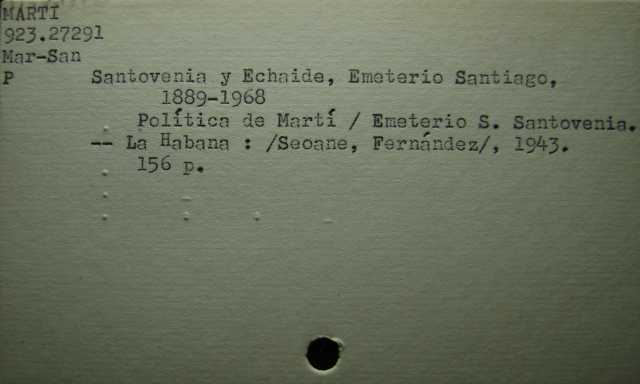 MARTI
923.27291
Mar-San
P Santovenia y Echaide, Emeterio Santiago,
1889-1968
Política de Martí / Emeterio S. Santovenia.
-- La Habana : /Seoane, Fernández/, 1943.
156 p.